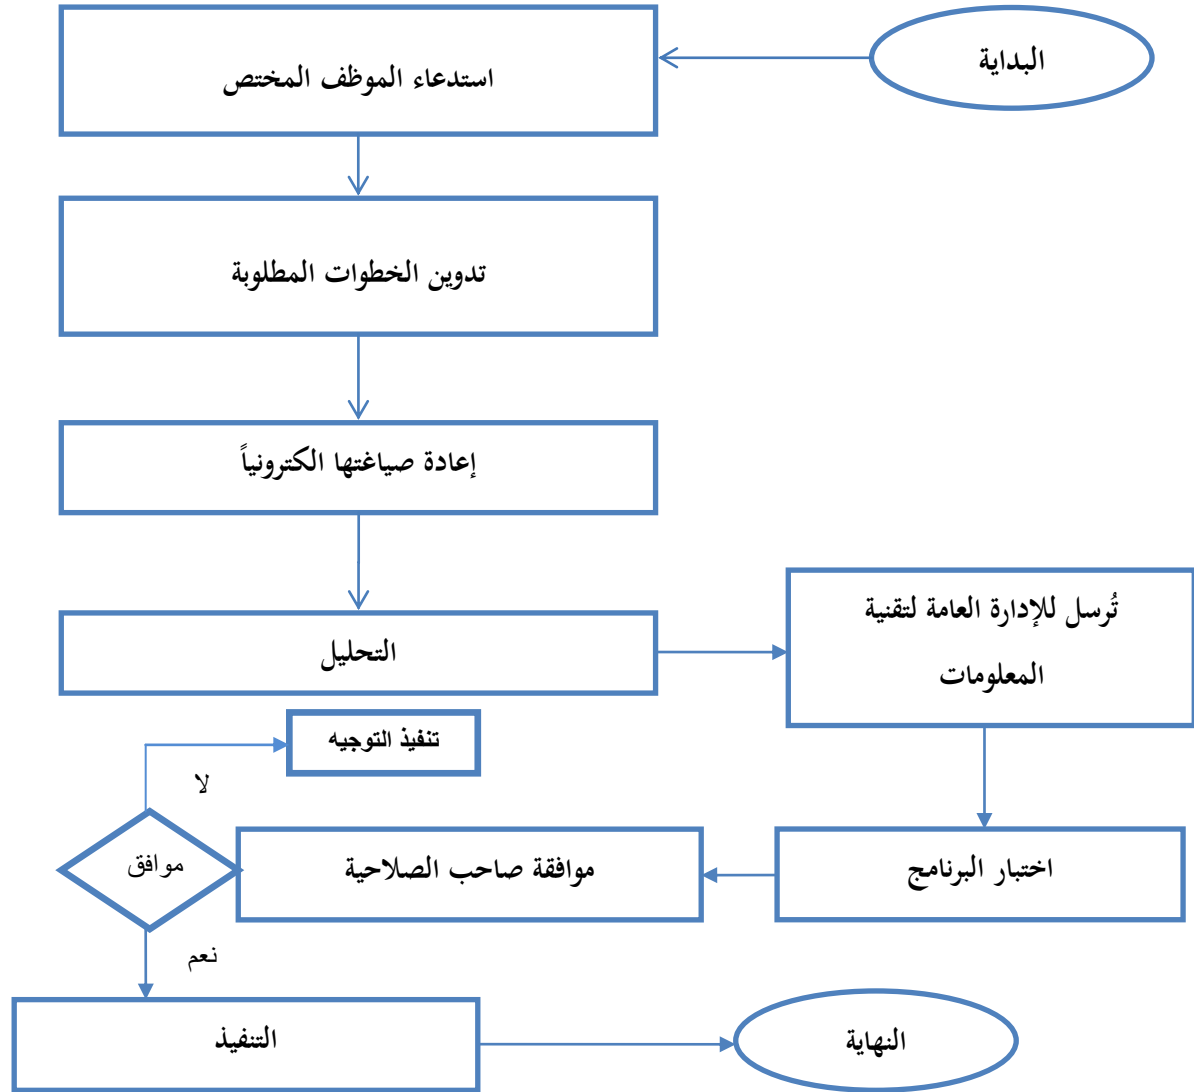 البداية
استدعاء الموظف المختص
تدوين الخطوات المطلوبة
إعادة صياغتها الكترونياً
التحليل
تُرسل للإدارة العامة لتقنية
المعلومات
تنفيذ التوجيه
لا
اختبار البرنامج
موافقة صاحب الصلاحية
موافق
نعم
التنفيذ
النهاية